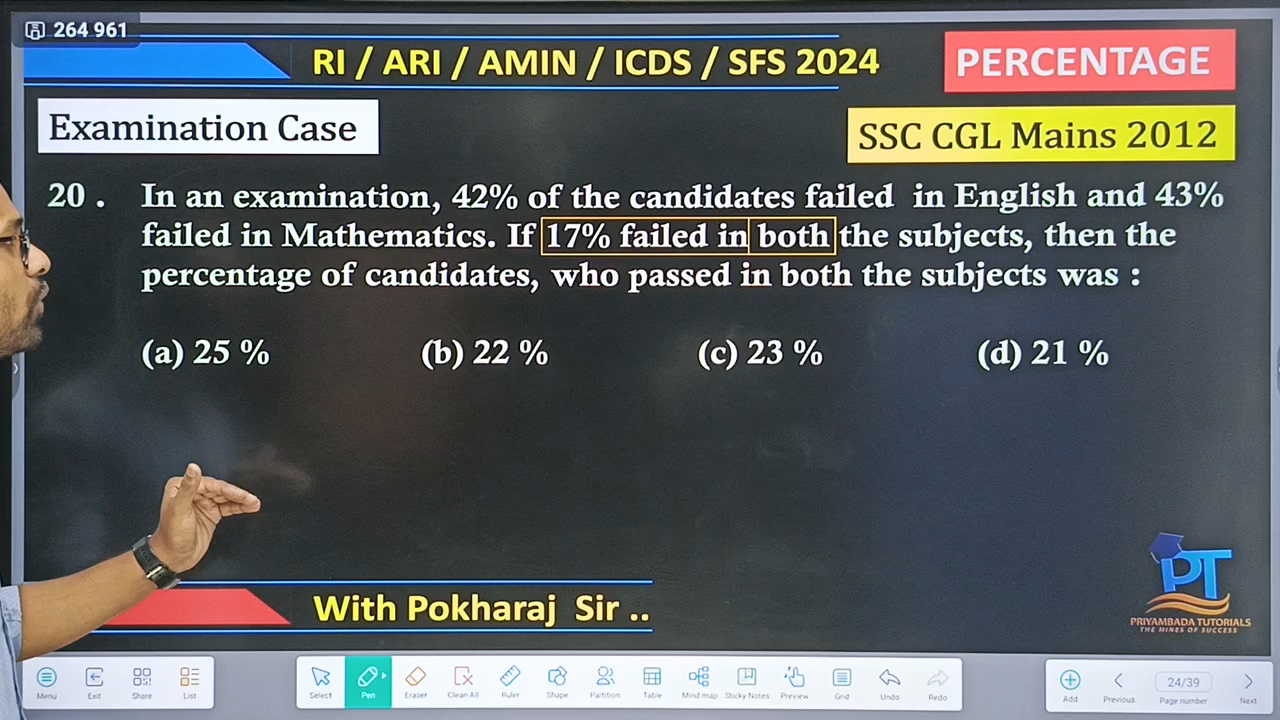 264 961
RI / ARI / AMIN / ICDS / SFS 2024
PERCENTAGE
Examination Case
SSC CGL Mains 2012
20 . In an examination, 42% of the candidates failed in English and 43%
failed in Mathematics. If 17% failed in both the subjects, then the
percentage of candidates, who passed in both the subjects was :
(a) 25 % (b) 22 % (c) 23 % (d) 21 %
With Pokharaj Sir ..
PT
PRIYAMBADA TUTORIALS
THE MINES OF SUCCESS
Menu Exit Share List Select Pen Eraser Clean All Ruler Shape Partition Table Mind map Sticky Notes Preview Grid Undo Redo Add Previous 24/39 Page number Next